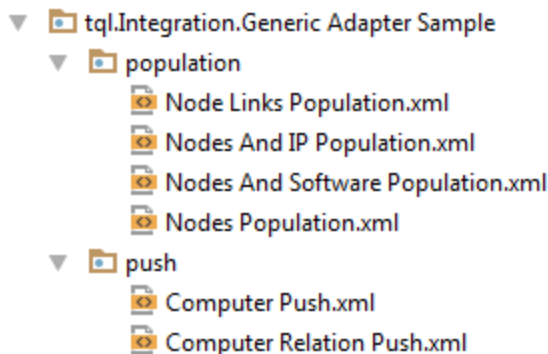 tql.Integration.Generic Adapter Sample
population
Node Links Population.xml
Nodes And IP Population.xml
Nodes And Software Population.xml
Nodes Population.xml
push
Computer Push.xml
Computer Relation Push.xml